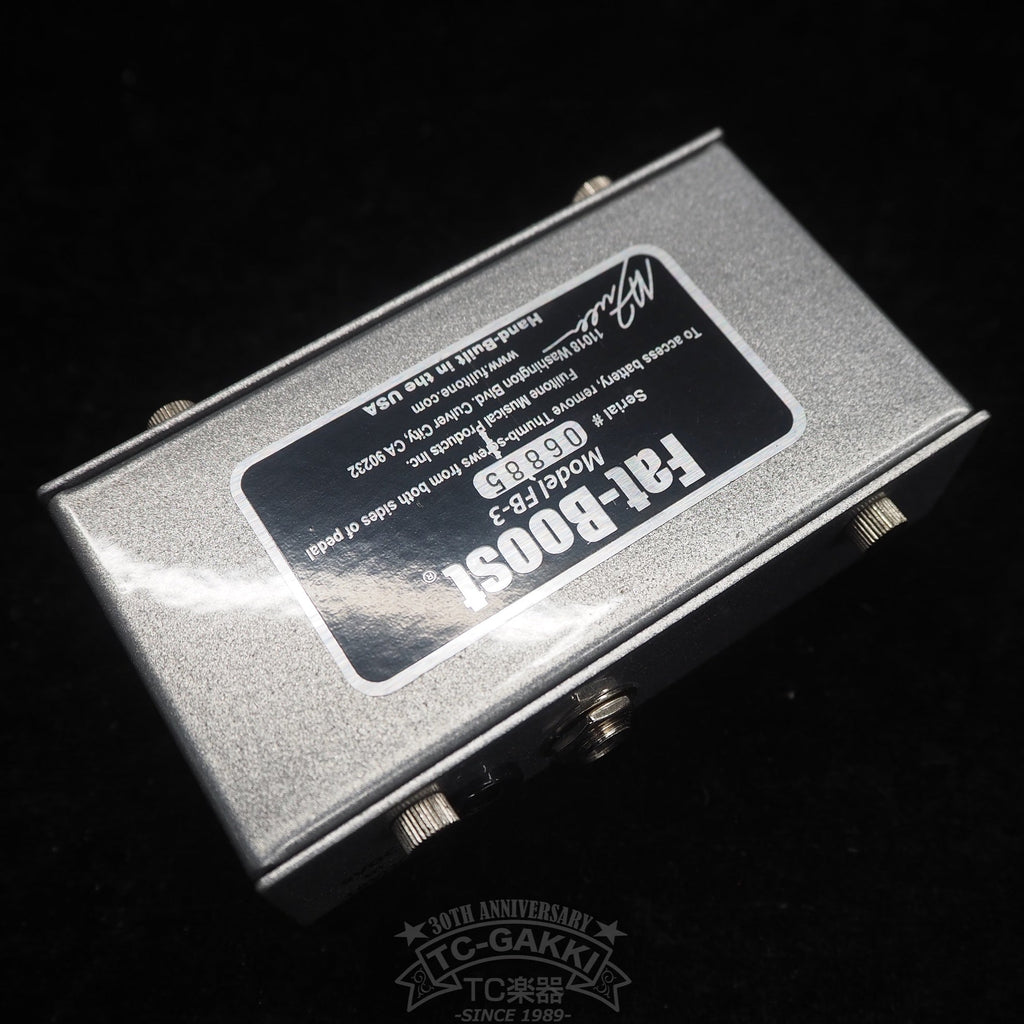 Fat-Boost®
Model FB-3
Serial # 06885
To access battery, remove Thumb-screws from both sides of pedal
Fulltone Musical Products Inc.
11018 Washington Blvd. Culver City, CA 90232
www.fulltone.com
Hand-Built in the USA
30TH ANNIVERSARY
TC-GAKKI
TC楽器
-SINCE 1989-